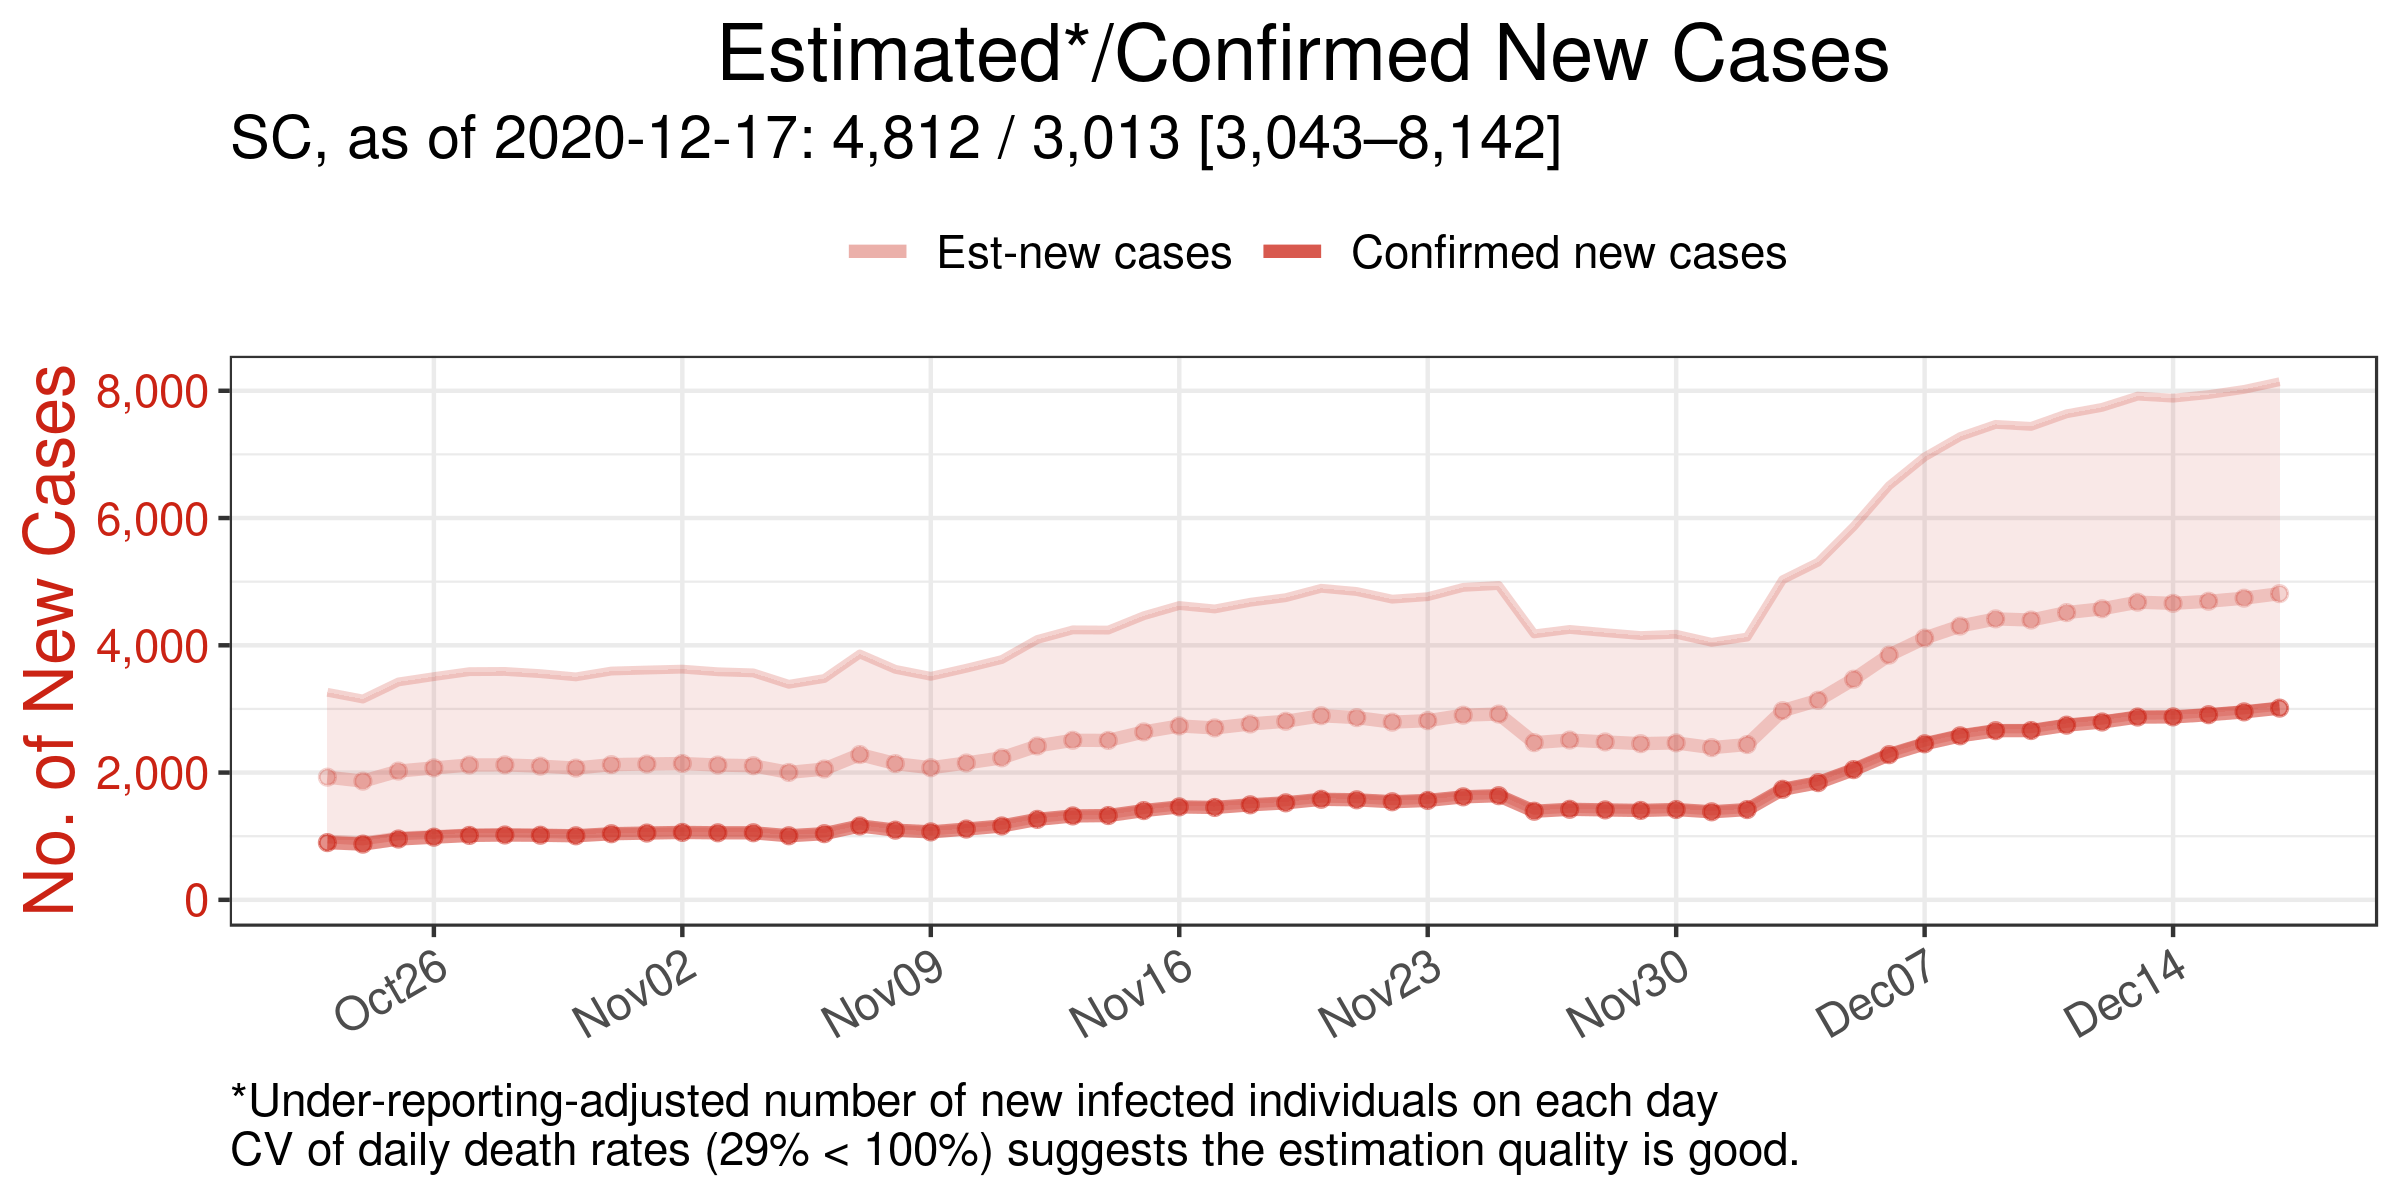 Estimated*/Confirmed New Cases
SC, as of 2020-12-17: 4,812 / 3,013 [3,043–8,142]
Est-new cases
Confirmed new cases
No. of New Cases
8,000
6,000
4,000
2,000
0
Oct26
Nov02
Nov09
Nov16
Nov23
Nov30
Dec07
Dec14
*Under-reporting-adjusted number of new infected individuals on each day
CV of daily death rates (29% < 100%) suggests the estimation quality is good.